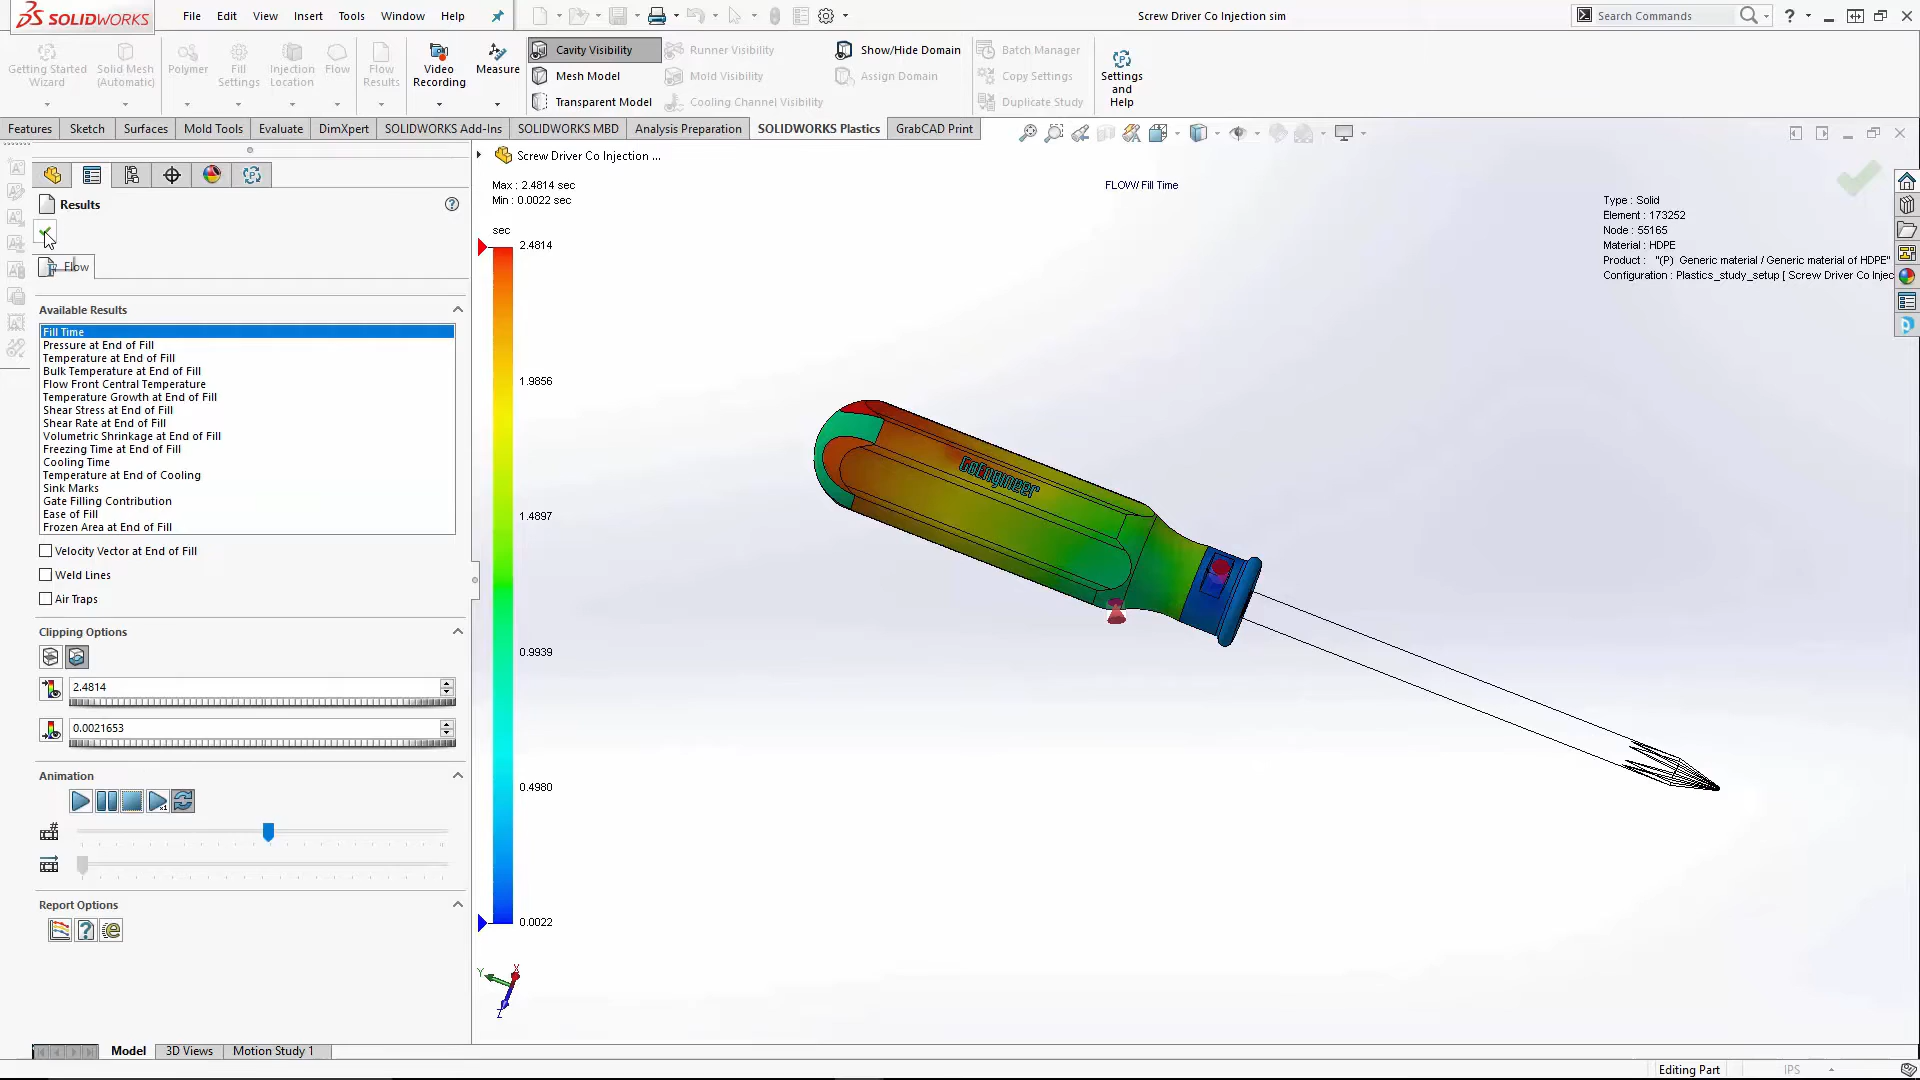 SOLIDWORKS
File Edit View Insert Tools Window Help
Screw Driver Co Injection sim
Search Commands
Getting Started Wizard
Solid Mesh (Automatic)
Polymer
Fill Settings
Injection Location
Flow
Flow Results
Video Recording
Measure
Cavity Visibility
Mesh Model
Transparent Model
Runner Visibility
Mold Visibility
Cooling Channel Visibility
Show/Hide Domain
Assign Domain
Batch Manager
Copy Settings
Duplicate Study
Settings and Help
Features Sketch Surfaces Mold Tools Evaluate DimXpert SOLIDWORKS Add-Ins SOLIDWORKS MBD Analysis Preparation SOLIDWORKS Plastics GrabCAD Print
Results
Flow
Available Results
Fill Time
Pressure at End of Fill
Temperature at End of Fill
Bulk Temperature at End of Fill
Flow Front Central Temperature
Temperature Growth at End of Fill
Shear Stress at End of Fill
Shear Rate at End of Fill
Volumetric Shrinkage at End of Fill
Freezing Time at End of Fill
Cooling Time
Temperature at End of Cooling
Sink Marks
Gate Filling Contribution
Ease of Fill
Frozen Area at End of Fill
Velocity Vector at End of Fill
Weld Lines
Air Traps
Clipping Options
2.4814
0.0021653
Animation
Report Options
Screw Driver Co Injection ...
Max : 2.4814 sec
Min : 0.0022 sec
sec
2.4814
1.9856
1.4897
0.9939
0.4980
0.0022
FLOW/ Fill Time
Type : Solid
Element : 173252
Node : 55165
Material : HDPE
Product : "(P) Generic material / Generic material of HDPE"
Configuration : Plastics_study_setup [ Screw Driver Co Injec
GoEngineer
Y X
Z
Model 3D Views Motion Study 1
Editing Part
IPS